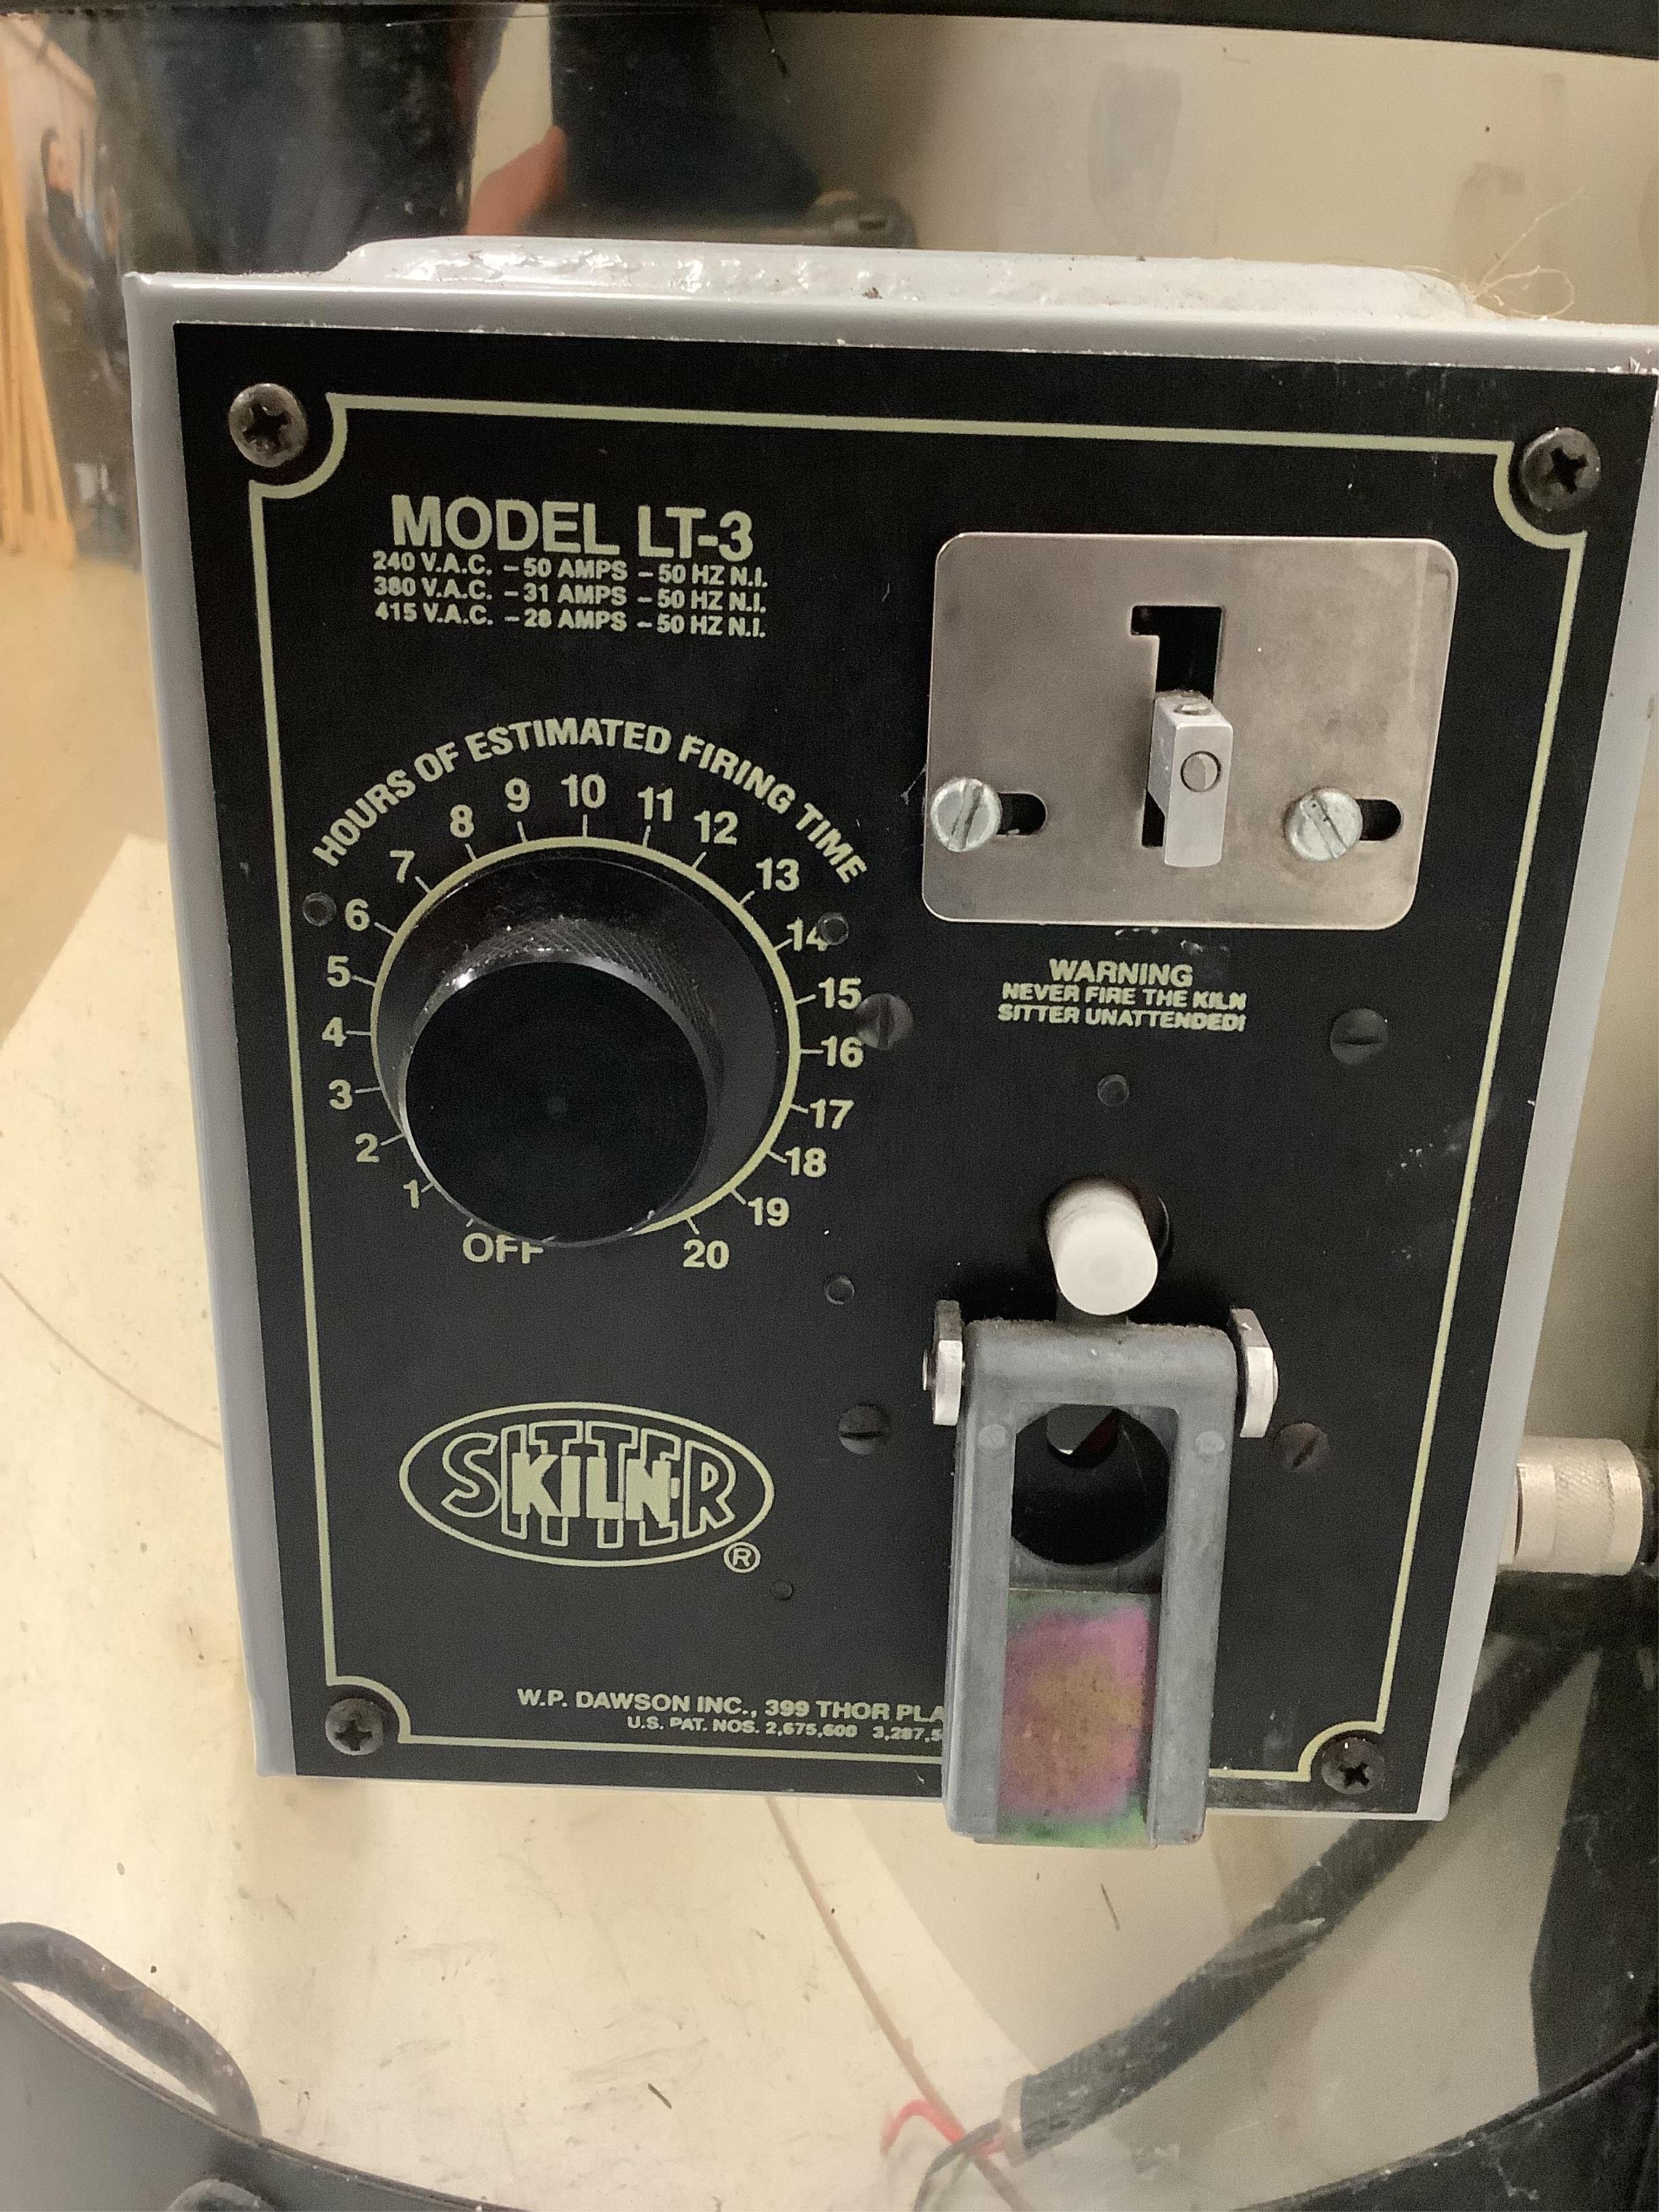 MODEL LT-3
240 V.A.C. - 50 AMPS - 50 HZ N.I.
380 V.A.C. - 31 AMPS - 50 HZ N.I.
415 V.A.C. - 28 AMPS - 50 HZ N.I.
HOURS OF ESTIMATED FIRING TIME
OFF
1
2
3
4
5
6
7
8
9
10
11
12
13
14
15
16
17
18
19
20
WARNING
NEVER FIRE THE KILN
SITTER UNATTENDED!
SITTER
KILN
®
W.P. DAWSON INC., 399 THOR
U.S. PAT. NOS. 2,675,600